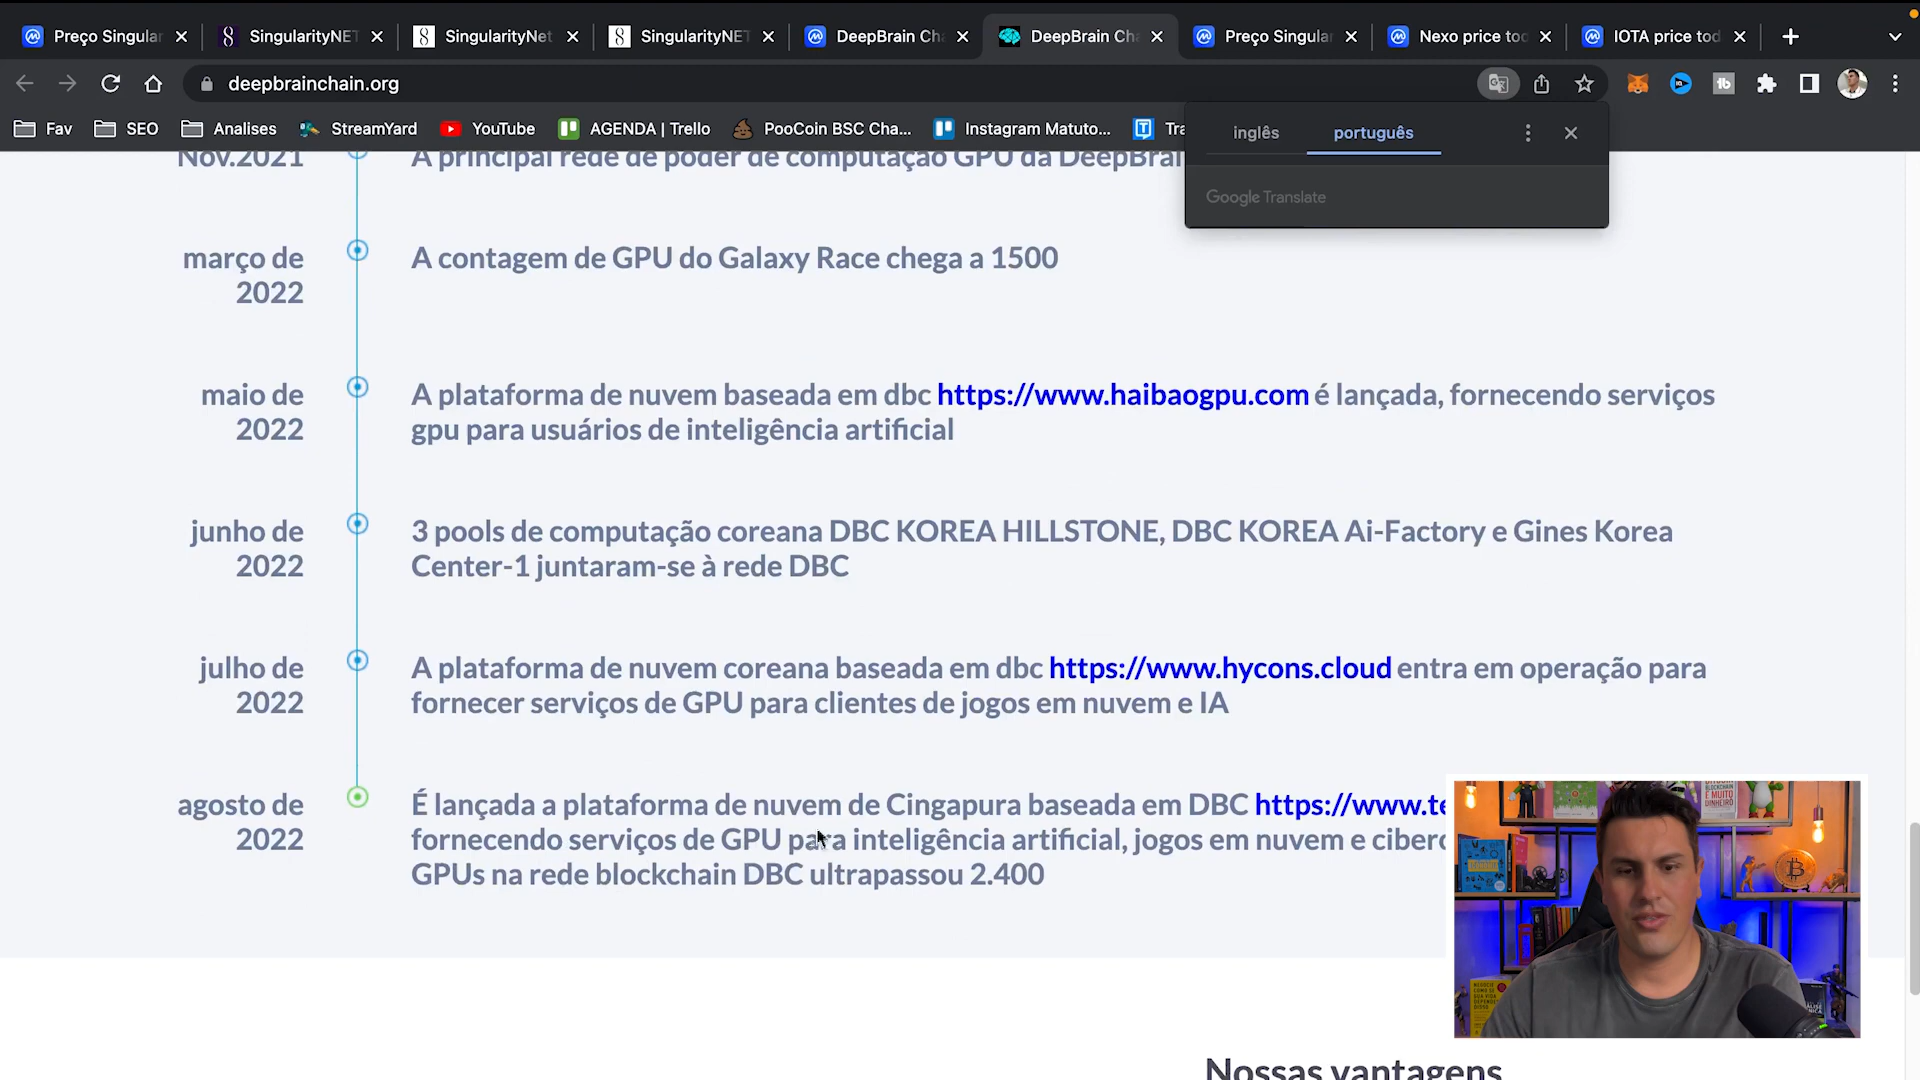 Preço Singular
SingularityNET
SingularityNet
SingularityNET
DeepBrain Cha
DeepBrain Cha
Preço Singular
Nexo price tod
IOTA price tod
deepbrainchain.org
Fav
SEO
Analises
StreamYard
YouTube
AGENDA | Trello
PooCoin BSC Cha...
Instagram Matuto...
Tra
inglês
português
Google Translate
Nov.2021
A principal rede de poder de computação GPU da DeepBrai
março de
2022
A contagem de GPU do Galaxy Race chega a 1500
maio de
2022
A plataforma de nuvem baseada em dbc https://www.haibaogpu.com é lançada, fornecendo serviços
gpu para usuários de inteligência artificial
junho de
2022
3 pools de computação coreana DBC KOREA HILLSTONE, DBC KOREA Ai-Factory e Gines Korea
Center-1 juntaram-se à rede DBC
julho de
2022
A plataforma de nuvem coreana baseada em dbc https://www.hycons.cloud entra em operação para
fornecer serviços de GPU para clientes de jogos em nuvem e IA
agosto de
2022
É lançada a plataforma de nuvem de Cingapura baseada em DBC https://www.te
fornecendo serviços de GPU para inteligência artificial, jogos em nuvem e ciberc
GPUs na rede blockchain DBC ultrapassou 2.400
Nossas vantagens